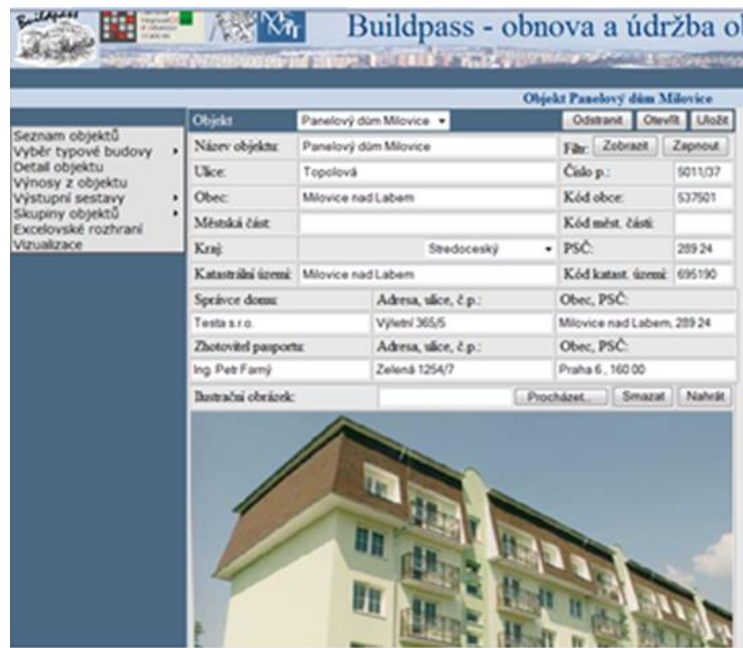 Buildpass
Buildpass - obnova a údržba ob
Objekt Panelový dům Milovice
Seznam objektů
Výběr typové budovy
Detail objektu
Výnosy z objektu
Výstupní sestavy
Skupiny objektů
Excelovské rozhraní
Vizualizace
Objekt Panelový dům Milovice Odstranit Otevřít Uložit
Název objektu: Panelový dům Milovice Filtr: Zobrazit Zapnout
Ulice: Topolová Číslo p.: 5011/37
Obec: Milovice nad Labem Kód obce: 537501
Městská část: Kód měst. části:
Kraj: Stredoceský PSČ: 289 24
Katastrální území: Milovice nad Labem Kód katast. území: 695190
Správce domu: Adresa, ulice, č.p.: Obec, PSČ:
Testa s.r.o. Výletní 365/5 Milovice nad Labem, 289 24
Zhotovitel pasportu: Adresa, ulice, č.p.: Obec, PSČ:
Ing. Petr Farný Zelená 1254/7 Praha 6 , 160 00
Ilustrační obrázek: Procházet... Smazat Nahrát